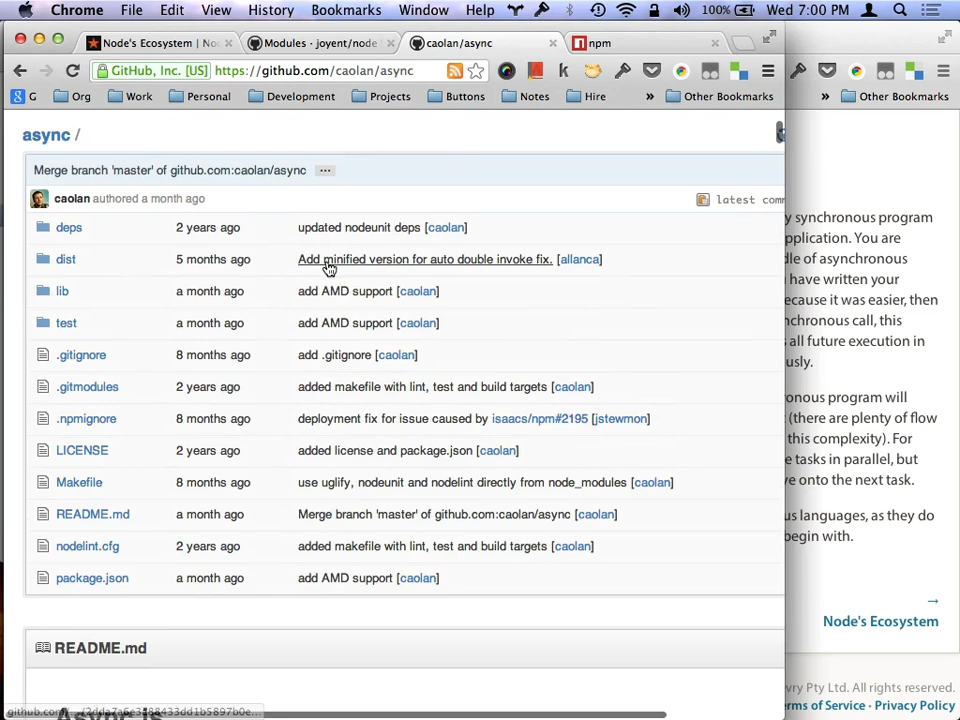 Chrome File Edit View History Bookmarks Window Help 100% Wed 7:00 PM
Node's Ecosystem | Nod × Modules - joyent/node × caolan/async × npm ×
GitHub, Inc. [US] https://github.com/caolan/async
G Org Work Personal Development Projects Buttons Notes Hire » Other Bookmarks » Other Bookmarks
async /
Merge branch 'master' of github.com:caolan/async ...
caolan authored a month ago latest comm
deps 2 years ago updated nodeunit deps [caolan]
dist 5 months ago Add minified version for auto double invoke fix. [allanca]
lib a month ago add AMD support [caolan]
test a month ago add AMD support [caolan]
.gitignore 8 months ago add .gitignore [caolan]
.gitmodules 2 years ago added makefile with lint, test and build targets [caolan]
.npmignore 8 months ago deployment fix for issue caused by isaacs/npm#2195 [jstewmon]
LICENSE 2 years ago added license and package.json [caolan]
Makefile 8 months ago use uglify, nodeunit and nodelint directly from node_modules [caolan]
README.md a month ago Merge branch 'master' of github.com:caolan/async [caolan]
nodelint.cfg 2 years ago added makefile with lint, test and build targets [caolan]
package.json a month ago add AMD support [caolan]
README.md
Async.js
y synchronous program
pplication. You are
dle of asynchronous
have written your
ecause it was easier, then
nchronous call, this
s all future execution in
usly.
ronous program will
t (there are plenty of flow
this complexity). For
e tasks in parallel, but
ve onto the next task.
us languages, as they do
begin with.
→
Node's Ecosystem
vry Pty Ltd. All rights reserved.
erms of Service · Privacy Policy